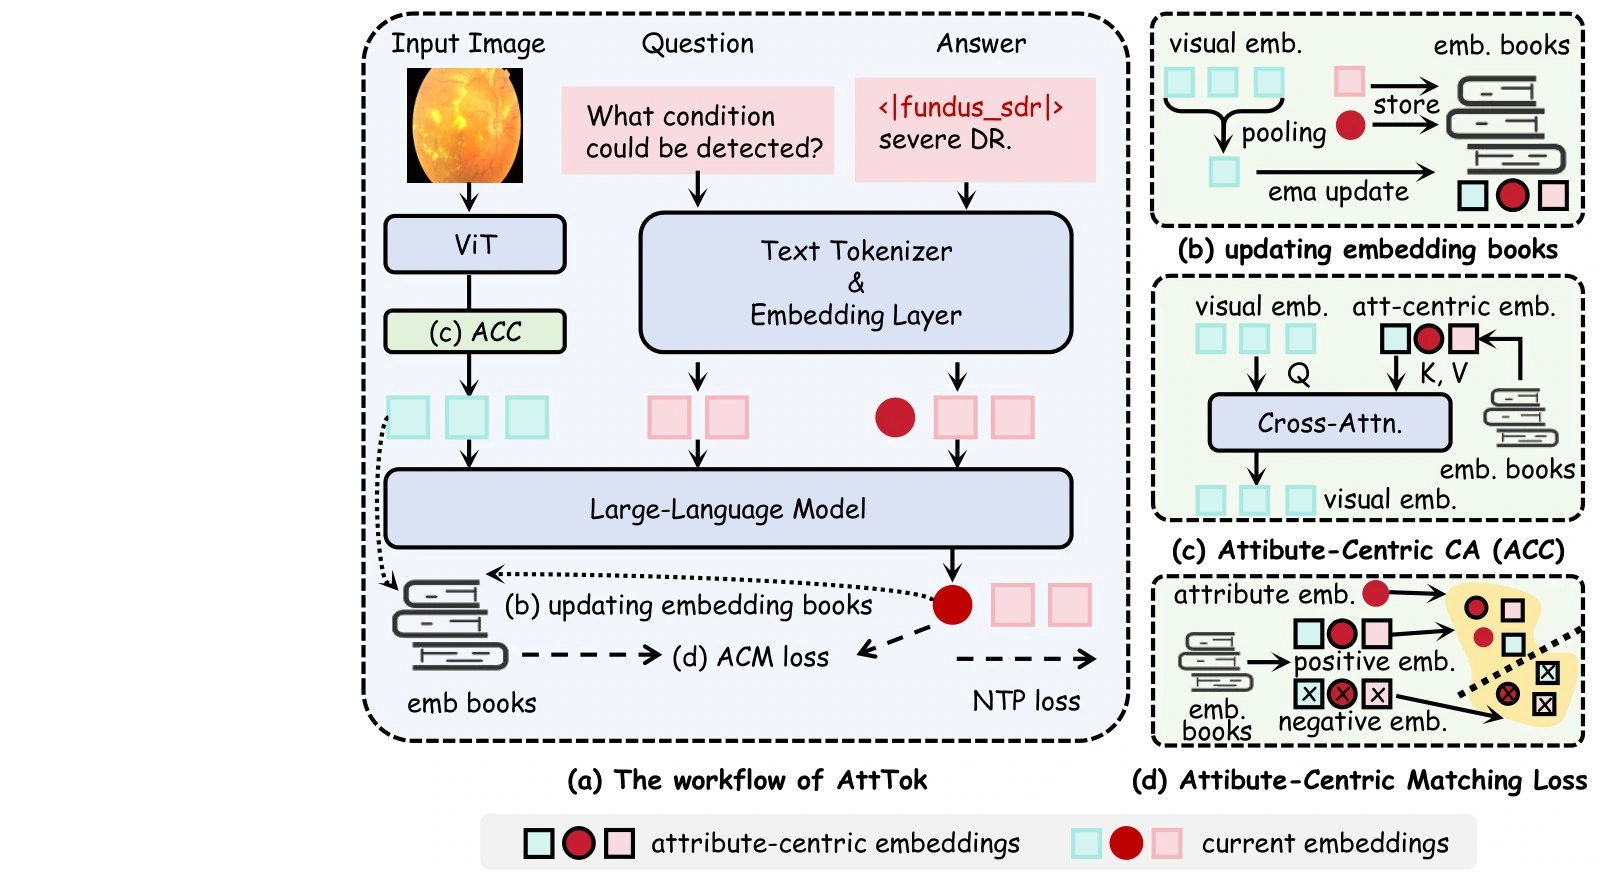 Input Image
Question
Answer
What condition
could be detected?
<|fundus_sdr|>
severe DR.
ViT
Text Tokenizer
&
Embedding Layer
(c) ACC
Large-Language Model
(b) updating embedding books
(d) ACM loss
emb books
NTP loss
(a) The workflow of AttTok
visual emb.
emb. books
store
pooling
ema update
(b) updating embedding books
visual emb.
att-centric emb.
Q
K, V
Cross-Attn.
emb. books
visual emb.
(c) Attibute-Centric CA (ACC)
attribute emb.
positive emb.
X X X
negative emb.
emb.
books
X
X
X
(d) Attibute-Centric Matching Loss
attribute-centric embeddings
current embeddings